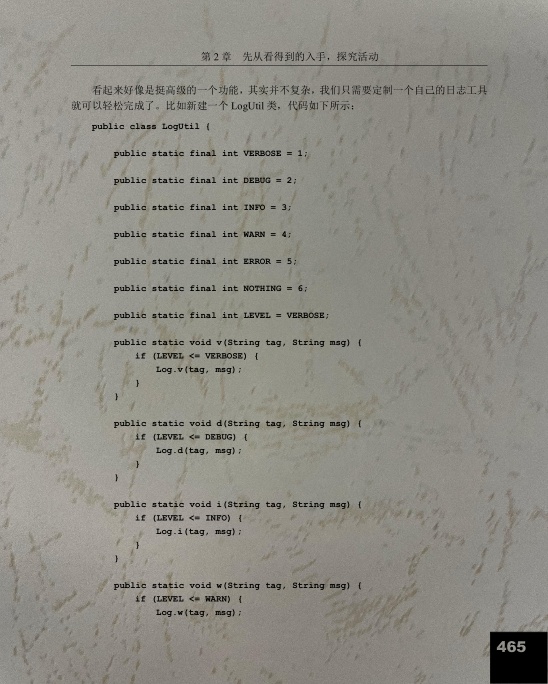 第 2 章 先从看得到的入手，探究活动
看起来好像是挺高级的一个功能，其实并不复杂，我们只需要定制一个自己的日志工具
就可以轻松完成了。比如新建一个 LogUtil 类，代码如下所示：
public class LogUtil {
public static final int VERBOSE = 1;
public static final int DEBUG = 2;
public static final int INFO = 3;
public static final int WARN = 4;
public static final int ERROR = 5;
public static final int NOTHING = 6;
public static final int LEVEL = VERBOSE;
public static void v(String tag, String msg) {
if (LEVEL <= VERBOSE) {
Log.v(tag, msg);
}
}
public static void d(String tag, String msg) {
if (LEVEL <= DEBUG) {
Log.d(tag, msg);
}
}
public static void i(String tag, String msg) {
if (LEVEL <= INFO) {
Log.i(tag, msg);
}
}
public static void w(String tag, String msg) {
if (LEVEL <= WARN) {
Log.w(tag, msg);
465